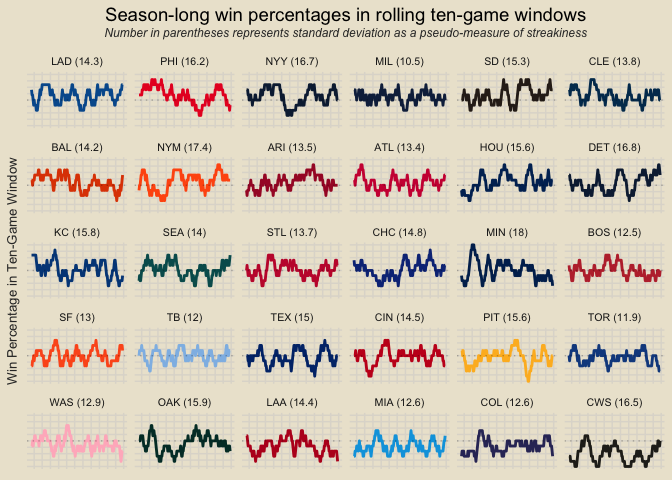 Season-long win percentages in rolling ten-game windows
Number in parentheses represents standard deviation as a pseudo-measure of streakiness
Win Percentage in Ten-Game Window
LAD (14.3) PHI (16.2) NYY (16.7) MIL (10.5) SD (15.3) CLE (13.8)
BAL (14.2) NYM (17.4) ARI (13.5) ATL (13.4) HOU (15.6) DET (16.8)
KC (15.8) SEA (14) STL (13.7) CHC (14.8) MIN (18) BOS (12.5)
SF (13) TB (12) TEX (15) CIN (14.5) PIT (15.6) TOR (11.9)
WAS (12.9) OAK (15.9) LAA (14.4) MIA (12.6) COL (12.6) CWS (16.5)